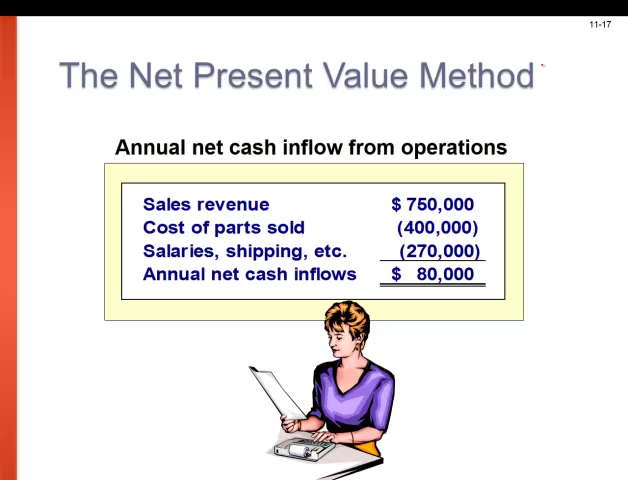 11-17
The Net Present Value Method
Annual net cash inflow from operations
Sales revenue $ 750,000
Cost of parts sold (400,000)
Salaries, shipping, etc. (270,000)
Annual net cash inflows $ 80,000